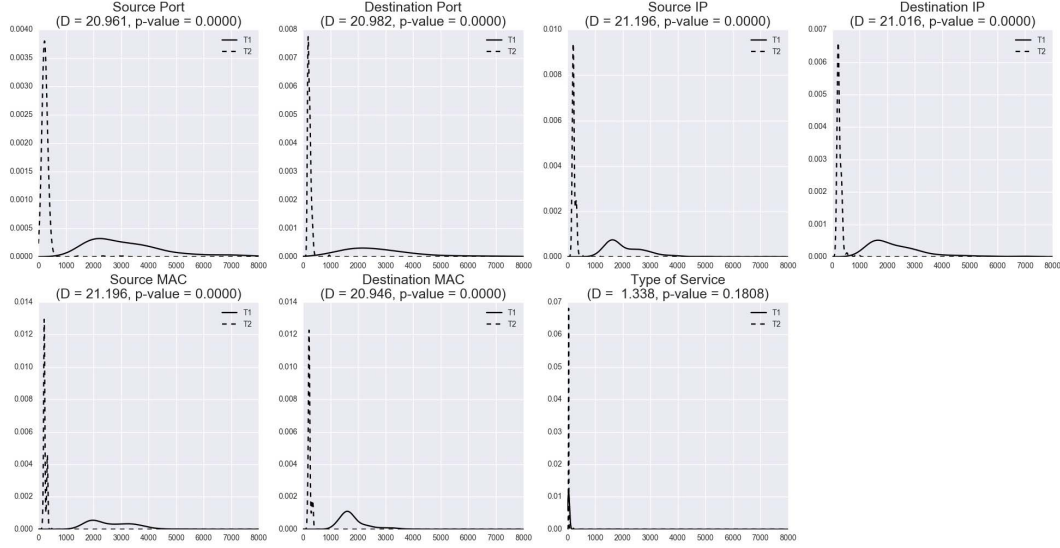 Source Port
(D = 20.961, p-value = 0.0000)
0.0040
0.0035
0.0030
0.0025
0.0020
0.0015
0.0010
0.0005
0.0000
0 1000 2000 3000 4000 5000 6000 7000 8000
T1
T2
Destination Port
(D = 20.982, p-value = 0.0000)
0.008
0.007
0.006
0.005
0.004
0.003
0.002
0.001
0.000
0 1000 2000 3000 4000 5000 6000 7000 8000
T1
T2
Source IP
(D = 21.196, p-value = 0.0000)
0.010
0.008
0.006
0.004
0.002
0.000
0 1000 2000 3000 4000 5000 6000 7000 8000
T1
T2
Destination IP
(D = 21.016, p-value = 0.0000)
0.007
0.006
0.005
0.004
0.003
0.002
0.001
0.000
0 1000 2000 3000 4000 5000 6000 7000 8000
T1
T2
Source MAC
(D = 21.196, p-value = 0.0000)
0.014
0.012
0.010
0.008
0.006
0.004
0.002
0.000
0 1000 2000 3000 4000 5000 6000 7000 8000
T1
T2
Destination MAC
(D = 20.946, p-value = 0.0000)
0.014
0.012
0.010
0.008
0.006
0.004
0.002
0.000
0 1000 2000 3000 4000 5000 6000 7000 8000
T1
T2
Type of Service
(D = 1.338, p-value = 0.1808)
0.07
0.06
0.05
0.04
0.03
0.02
0.01
0.00
0 1000 2000 3000 4000 5000 6000 7000 8000
T1
T2